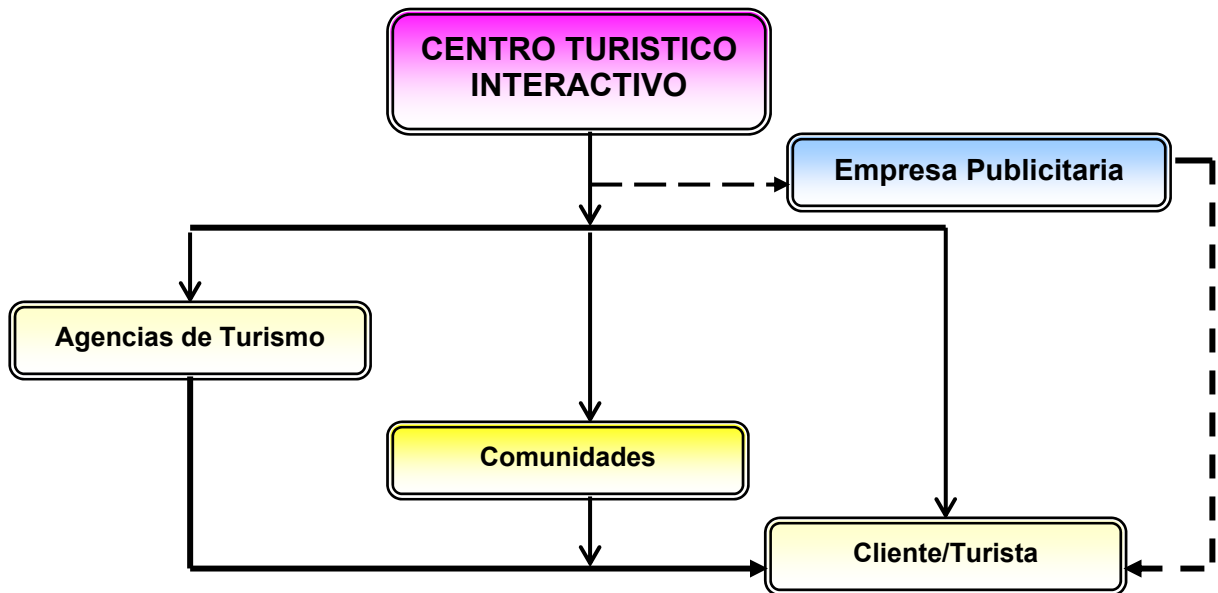 CENTRO TURISTICO
INTERACTIVO
Empresa Publicitaria
Agencias de Turismo
Comunidades
Cliente/Turista